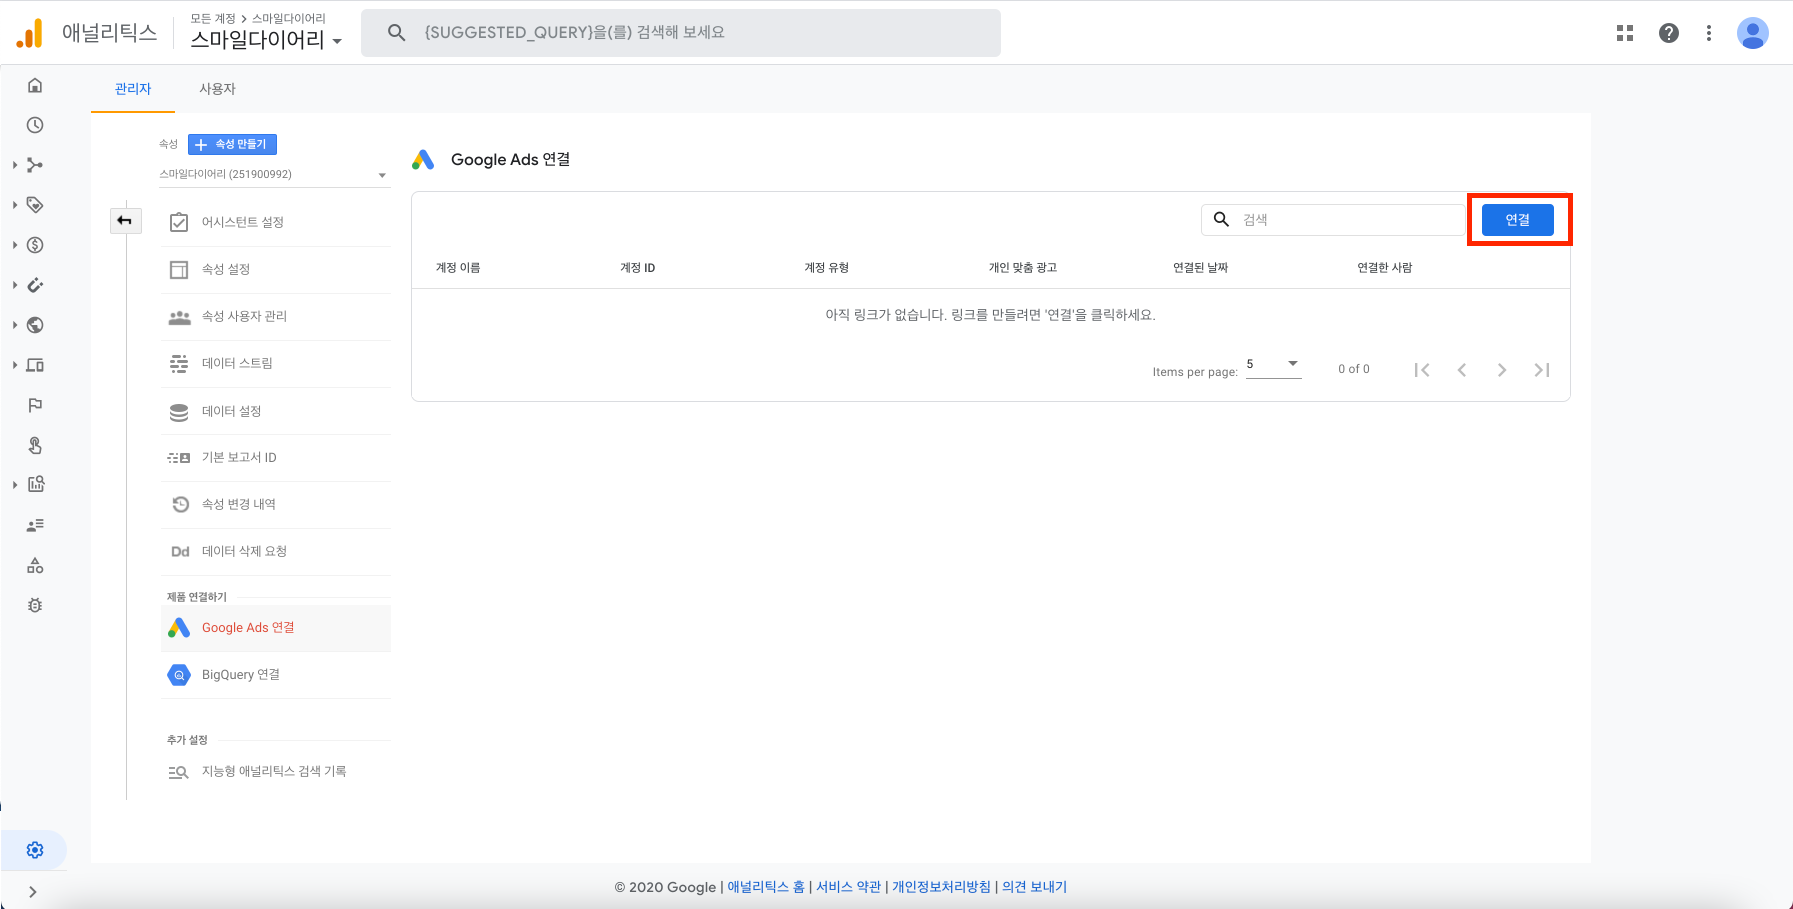 애널리틱스
모든 계정 > 스마일다이어리
스마일다이어리
{SUGGESTED_QUERY}을(를) 검색해 보세요
관리자
사용자
속성
+ 속성 만들기
스마일다이어리 (251900992)
어시스턴트 설정
속성 설정
속성 사용자 관리
데이터 스트림
데이터 설정
기본 보고서 ID
속성 변경 내역
Dd 데이터 삭제 요청
제품 연결하기
Google Ads 연결
BigQuery 연결
추가 설정
지능형 애널리틱스 검색 기록
Google Ads 연결
검색
연결
계정 이름 계정 ID 계정 유형 개인 맞춤 광고 연결된 날짜 연결한 사람
아직 링크가 없습니다. 링크를 만들려면 '연결'을 클릭하세요.
Items per page: 5 0 of 0
© 2020 Google | 애널리틱스 홈 | 서비스 약관 | 개인정보처리방침 | 의견 보내기